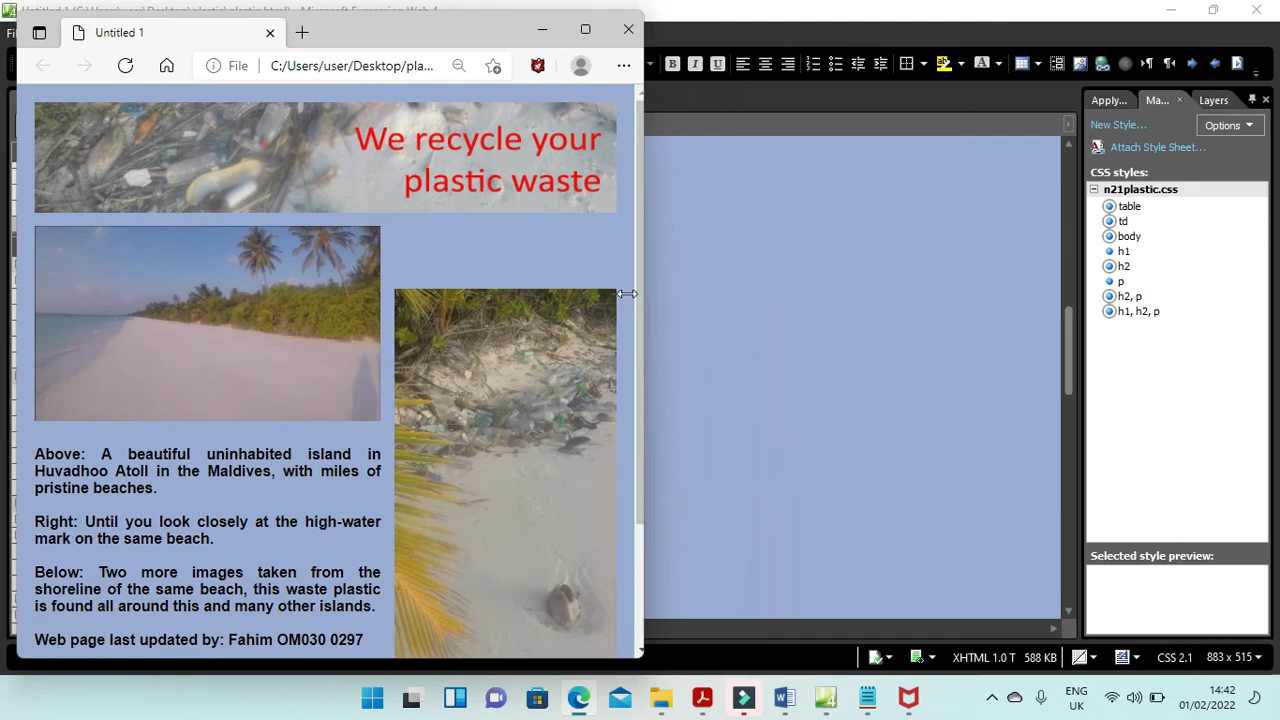 Untitled 1
File C:/Users/user/Desktop/pla...
We recycle your
plastic waste
Above: A beautiful uninhabited island in
Huvadhoo Atoll in the Maldives, with miles of
pristine beaches.
Right: Until you look closely at the high-water
mark on the same beach.
Below: Two more images taken from the
shoreline of the same beach, this waste plastic
is found all around this and many other islands.
Web page last updated by: Fahim OM030 0297
B I U A
Apply... Ma... Layers
New Style... Options
Attach Style Sheet...
CSS styles:
n21plastic.css
table
td
body
h1
h2
p
h2, p
h1, h2, p
Selected style preview:
XHTML 1.0 T 588 KB CSS 2.1 883 x 515
ENG
UK
14:42
01/02/2022